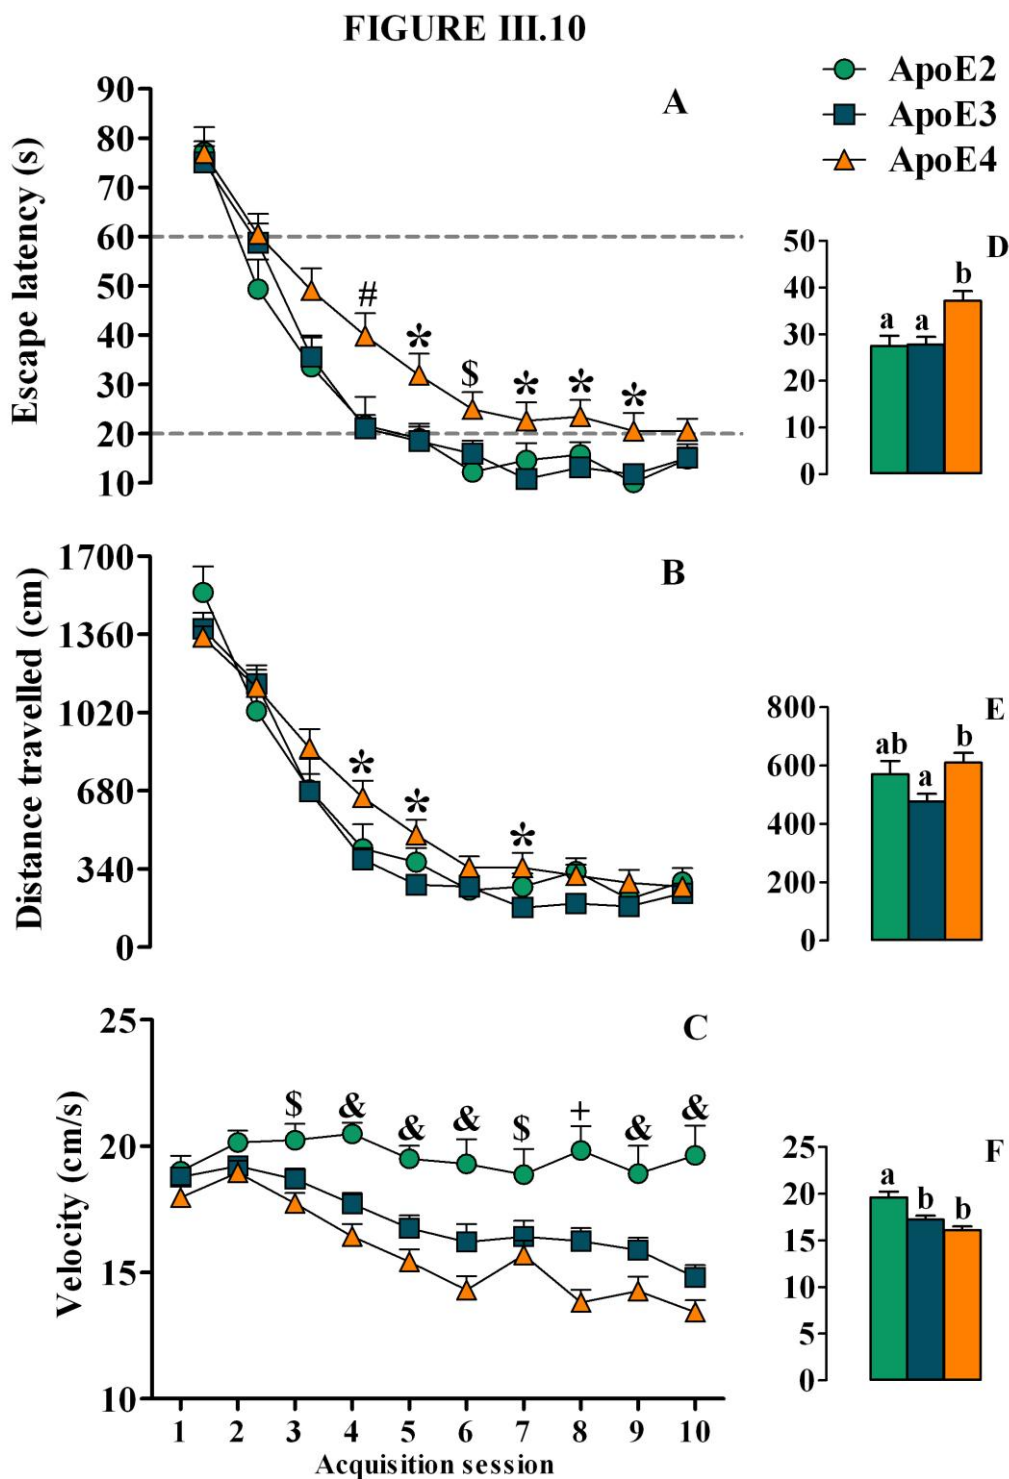 FIGURE III.10
ApoE2
ApoE3
ApoE4
A
Escape latency (s)
90
80
70
60
50
40
30
20
10
#
*
$
*
*
*
D
50
40
30
20
10
0
a
a
b
B
Distance travelled (cm)
1700
1360
1020
680
340
0
*
*
*
E
800
600
400
200
0
ab
a
b
C
Velocity (cm/s)
25
20
15
10
$
&
&
&
$
+
&
&
1 2 3 4 5 6 7 8 9 10
Acquisition session
F
25
20
15
10
5
0
a
b
b